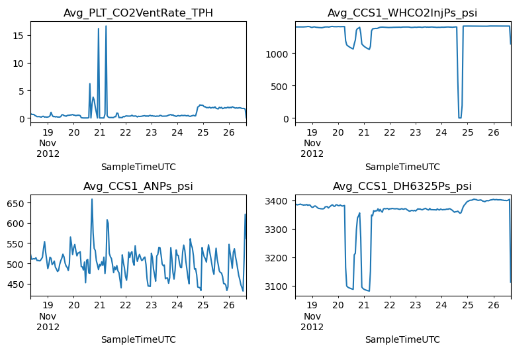 Avg_PLT_CO2VentRate_TPH
15
10
5
0
19 20 21 22 23 24 25 26
Nov
2012
SampleTimeUTC
Avg_CCS1_WHCO2InjPs_psi
1000
500
0
19 20 21 22 23 24 25 26
Nov
2012
SampleTimeUTC
Avg_CCS1_ANPs_psi
650
600
550
500
450
19 20 21 22 23 24 25 26
Nov
2012
SampleTimeUTC
Avg_CCS1_DH6325Ps_psi
3400
3300
3200
3100
19 20 21 22 23 24 25 26
Nov
2012
SampleTimeUTC